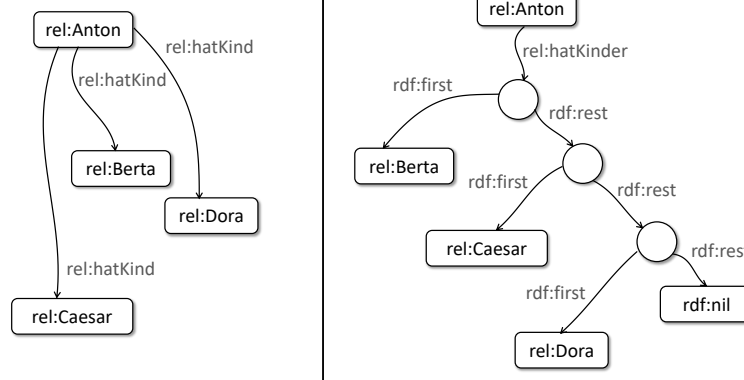 rel:Anton
rel:hatKind
rel:hatKind
rel:Berta
rel:Dora
rel:hatKind
rel:Caesar
rel:Anton
rel:hatKinder
rdf:first
rdf:rest
rel:Berta
rdf:first
rdf:rest
rel:Caesar
rdf:res
rdf:first
rdf:nil
rel:Dora